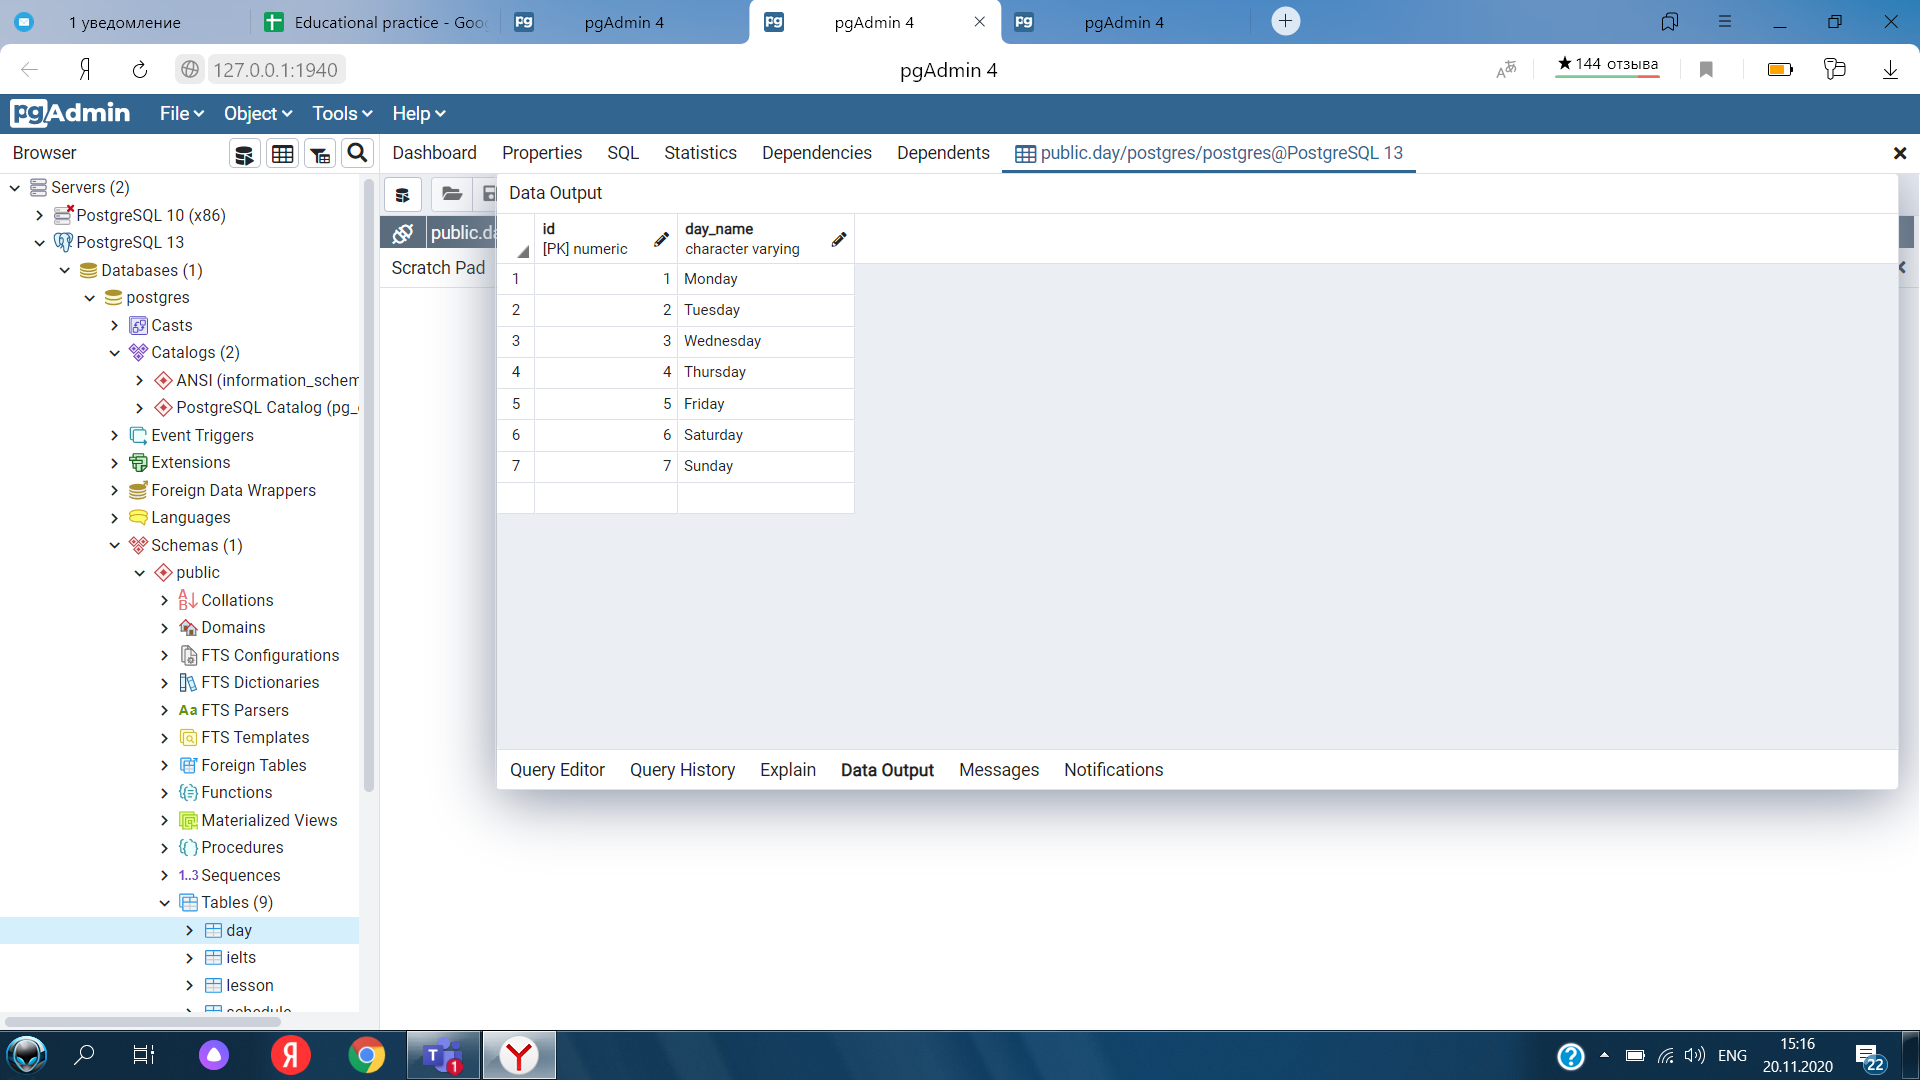 1 уведомление
Educational practice - Goo
pgAdmin 4
pgAdmin 4
pgAdmin 4
Я
127.0.0.1:1940
pgAdmin 4
★144 отзыва
pgAdmin
File
Object
Tools
Help
Browser
Dashboard
Properties
SQL
Statistics
Dependencies
Dependents
public.day/postgres/postgres@PostgreSQL 13
Servers (2)
PostgreSQL 10 (x86)
PostgreSQL 13
Databases (1)
postgres
Casts
Catalogs (2)
ANSI (information_schem
PostgreSQL Catalog (pg_
Event Triggers
Extensions
Foreign Data Wrappers
Languages
Schemas (1)
public
Collations
Domains
FTS Configurations
FTS Dictionaries
Aa FTS Parsers
FTS Templates
Foreign Tables
Functions
Materialized Views
Procedures
1..3 Sequences
Tables (9)
day
ielts
lesson
schedule
public.da
Scratch Pad
Data Output
id day_name
[PK] numeric character varying
1 1 Monday
2 2 Tuesday
3 3 Wednesday
4 4 Thursday
5 5 Friday
6 6 Saturday
7 7 Sunday
Query Editor
Query History
Explain
Data Output
Messages
Notifications
ENG
15:16
20.11.2020
22